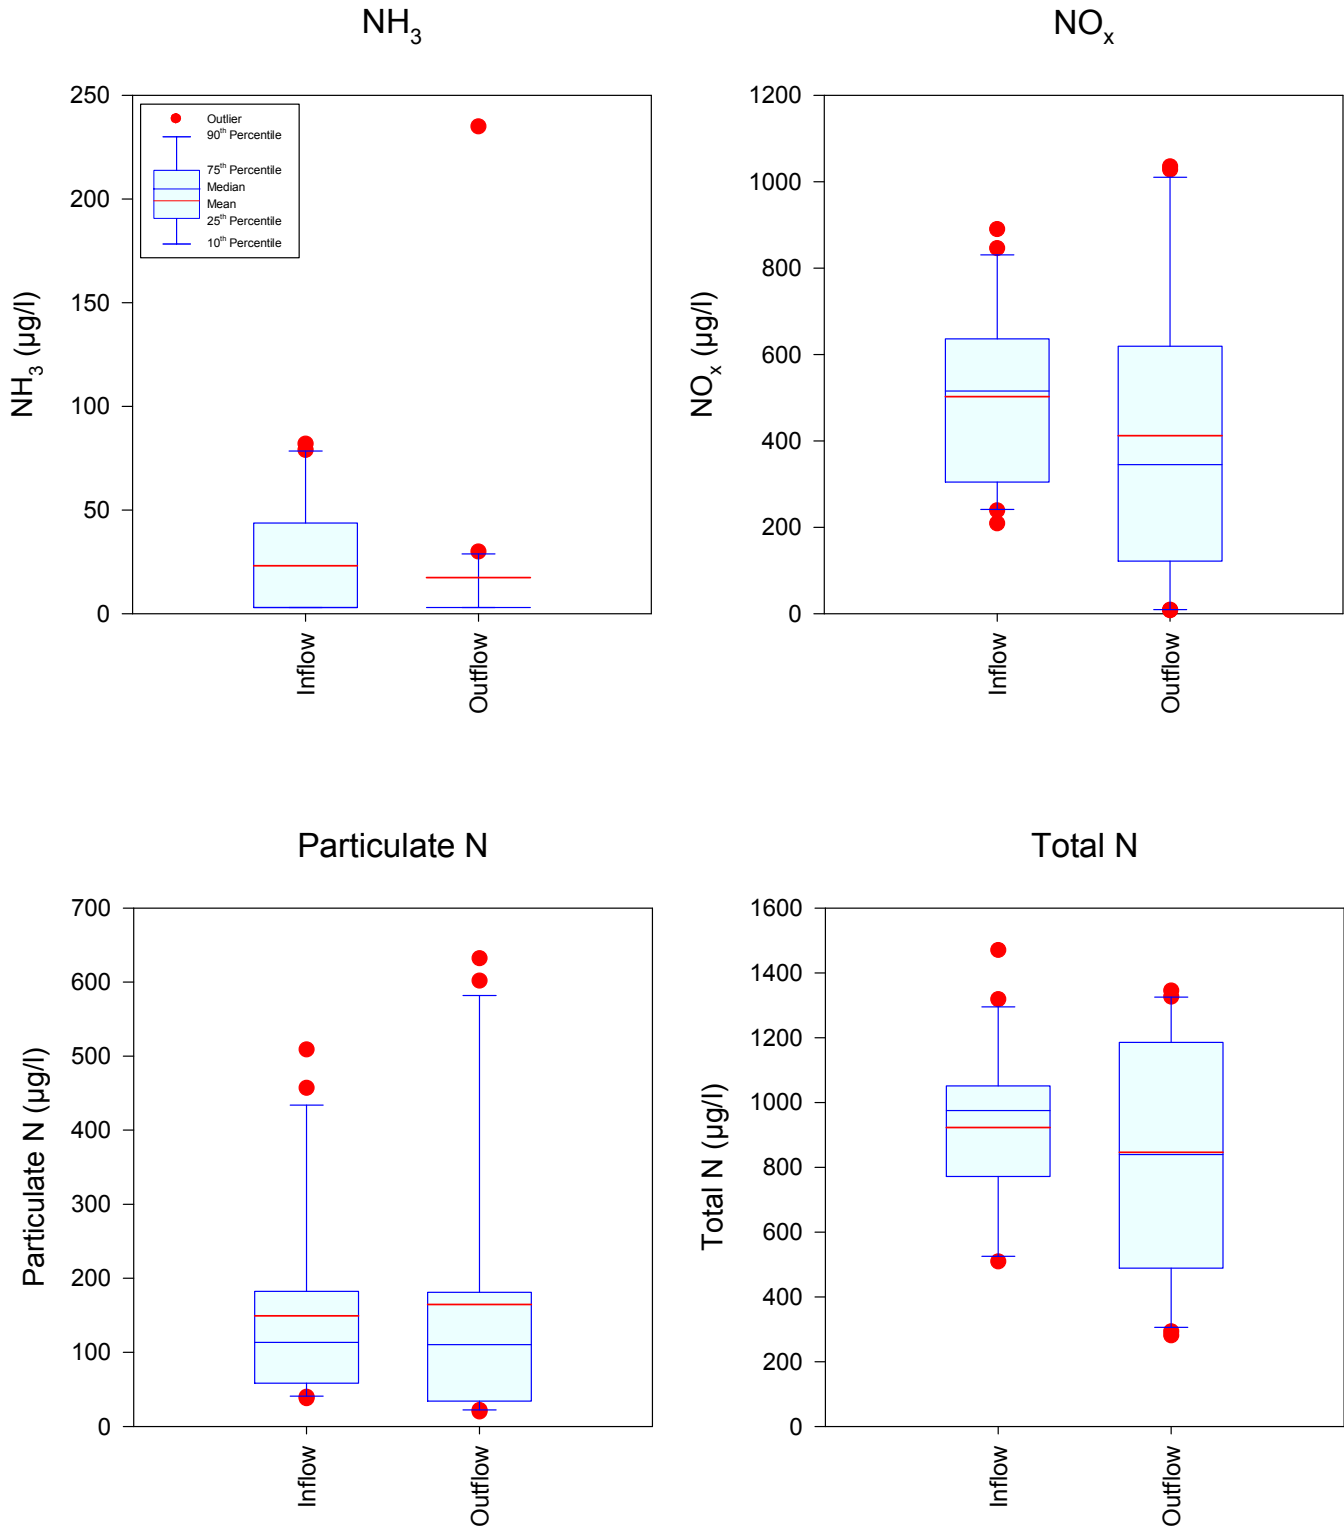 NH₃
NOₓ
250
200
150
100
50
0
NH₃ (µg/l)
Outlier
90th Percentile
75th Percentile
Median
Mean
25th Percentile
10th Percentile
Inflow
Outflow
1200
1000
800
600
400
200
0
NOₓ (µg/l)
Inflow
Outflow
Particulate N
Total N
700
600
500
400
300
200
100
0
Particulate N (µg/l)
Inflow
Outflow
1600
1400
1200
1000
800
600
400
200
0
Total N (µg/l)
Inflow
Outflow